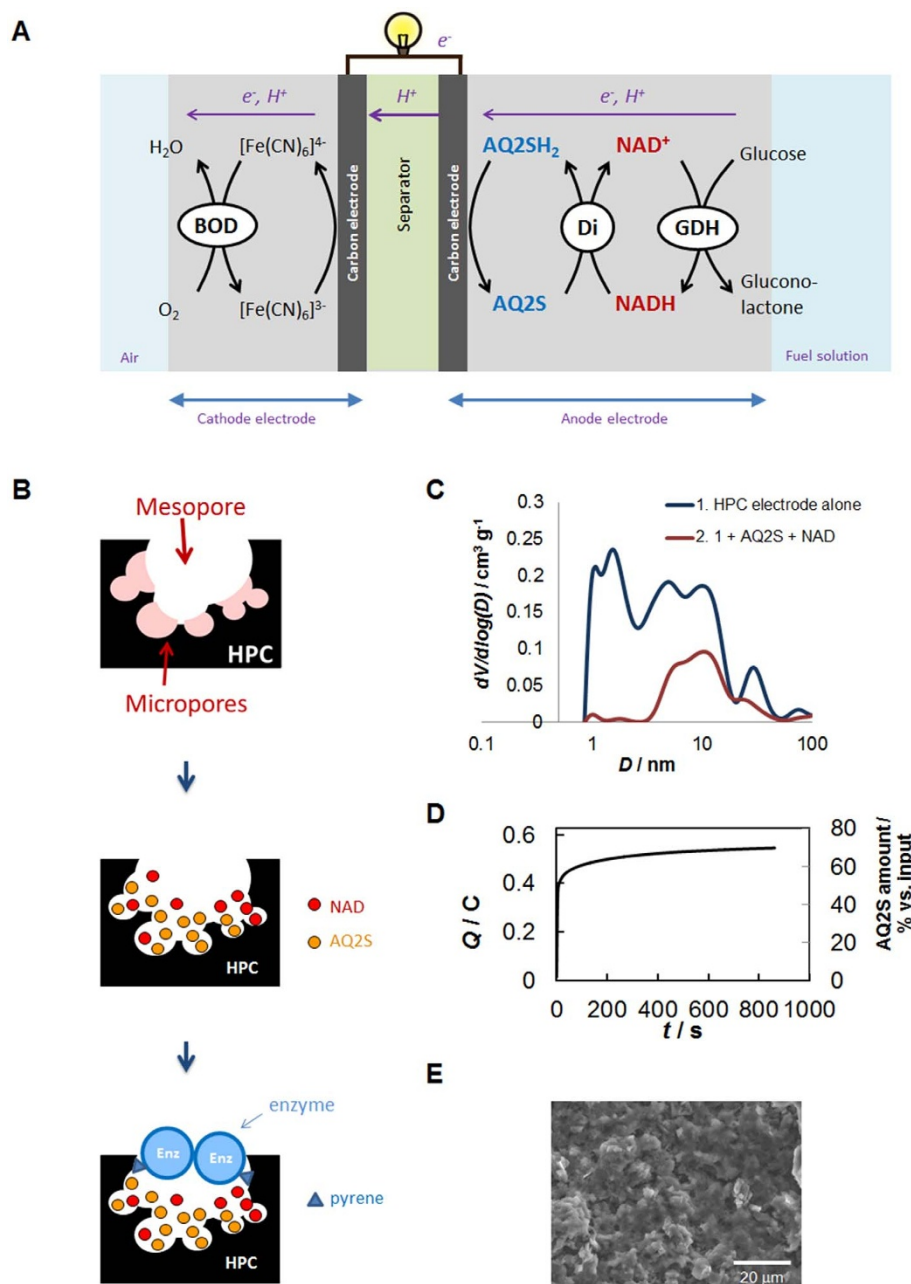 A
e⁻
e⁻, H⁺
H⁺
e⁻, H⁺
H₂O
[Fe(CN)₆]⁴⁻
AQ2SH₂
NAD⁺
Glucose
BOD
Carbon electrode
Separator
Carbon electrode
Di
GDH
O₂
[Fe(CN)₆]³⁻
AQ2S
NADH
Glucono-
lactone
Air
Fuel solution
Cathode electrode
Anode electrode
B
Mesopore
HPC
Micropores
NAD
AQ2S
HPC
enzyme
Enz
Enz
pyrene
HPC
C
dV/dlog(D) / cm³ g⁻¹
0.3
0.25
0.2
0.15
0.1
0.05
0
1. HPC electrode alone
2. 1 + AQ2S + NAD
0.1
1
10
100
D / nm
D
Q / C
0.6
0.4
0.2
0
80
60
40
20
0
AQ2S amount /
% vs. input
0
200
400
600
800
1000
t / s
E
20 µm